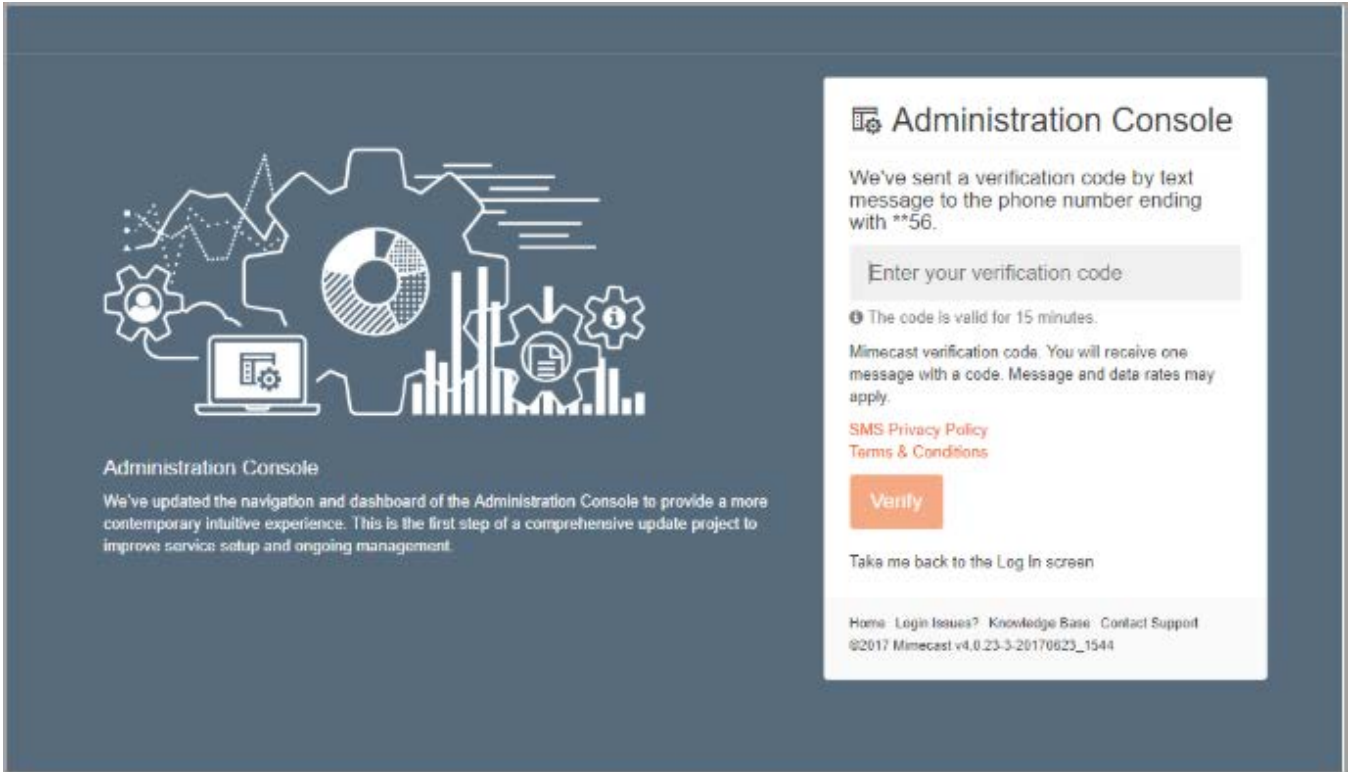 Administration Console
We've updated the navigation and dashboard of the Administration Console to provide a more
contemporary intuitive experience. This is the first step of a comprehensive update project to
improve service setup and ongoing management.
Administration Console
We've sent a verification code by text
message to the phone number ending
with **56.
Enter your verification code
The code is valid for 15 minutes.
Mimecast verification code. You will receive one
message with a code. Message and data rates may
apply.
SMS Privacy Policy
Terms & Conditions
Verify
Take me back to the Log In screen
Home Login Issues? Knowledge Base Contact Support
©2017 Mimecast v4.0.23-3-20170623_1544